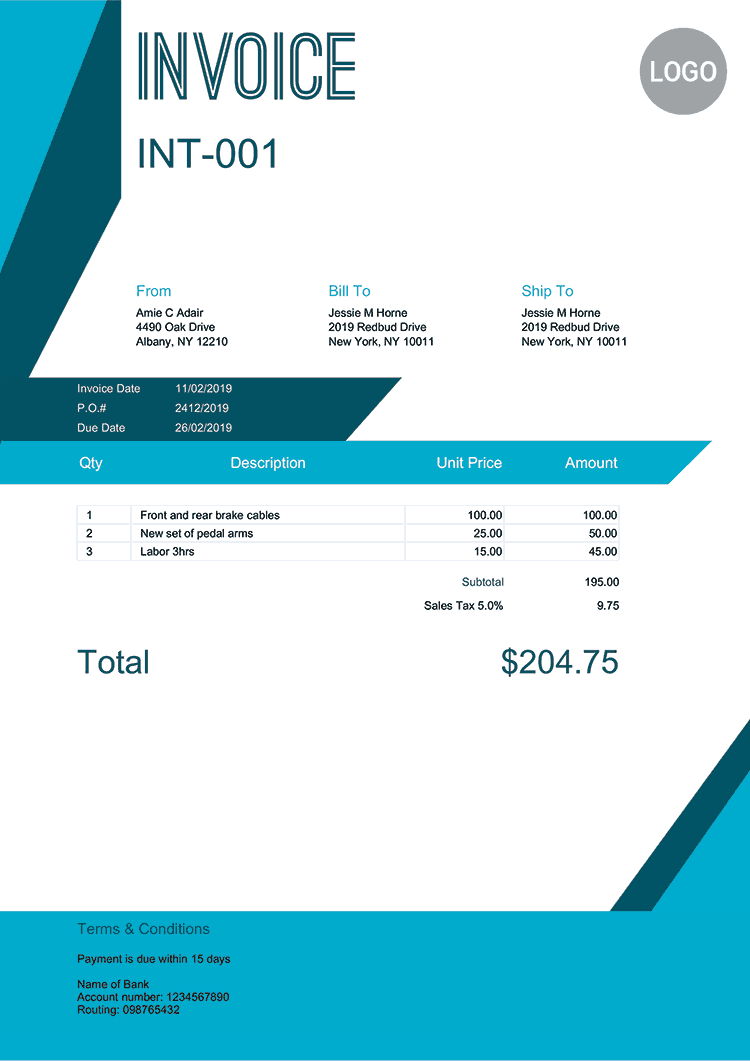 INVOICE
LOGO
INT-001
From Bill To Ship To
Amie C Adair Jessie M Horne Jessie M Horne
4490 Oak Drive 2019 Redbud Drive 2019 Redbud Drive
Albany, NY 12210 New York, NY 10011 New York, NY 10011
Invoice Date 11/02/2019
P.O.# 2412/2019
Due Date 26/02/2019
Qty Description Unit Price Amount
1 Front and rear brake cables 100.00 100.00
2 New set of pedal arms 25.00 50.00
3 Labor 3hrs 15.00 45.00
Subtotal 195.00
Sales Tax 5.0% 9.75
Total $204.75
Terms & Conditions
Payment is due within 15 days
Name of Bank
Account number: 1234567890
Routing: 098765432